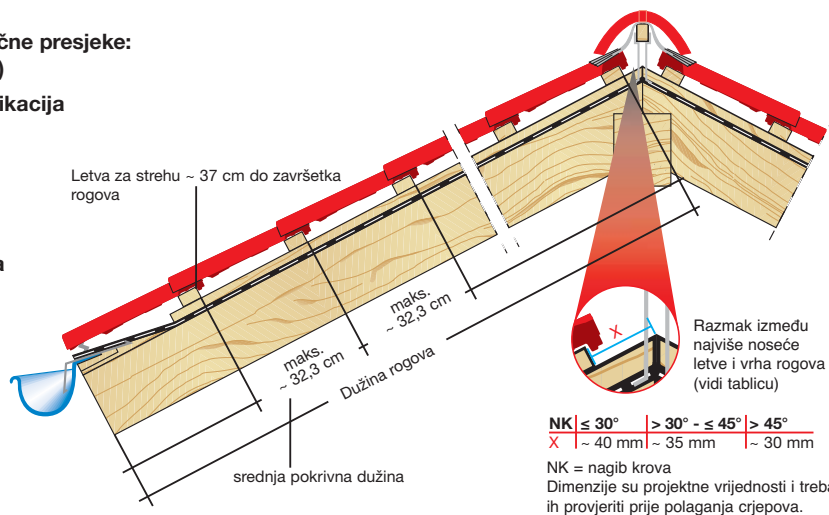 čne presjeke:
)
ikacija
Letva za strehu ~ 37 cm do završetka
rogova
a
maks.
~ 32,3 cm
maks.
~ 32,3 cm
Dužina rogova
srednja pokrivna dužina
X
Razmak između
najviše noseće
letve i vrha rogova
(vidi tablicu)
NK ≤ 30° > 30° - ≤ 45° > 45°
X ~ 40 mm ~ 35 mm ~ 30 mm
NK = nagib krova
Dimenzije su projektne vrijednosti i treba
ih provjeriti prije polaganja crjepova.